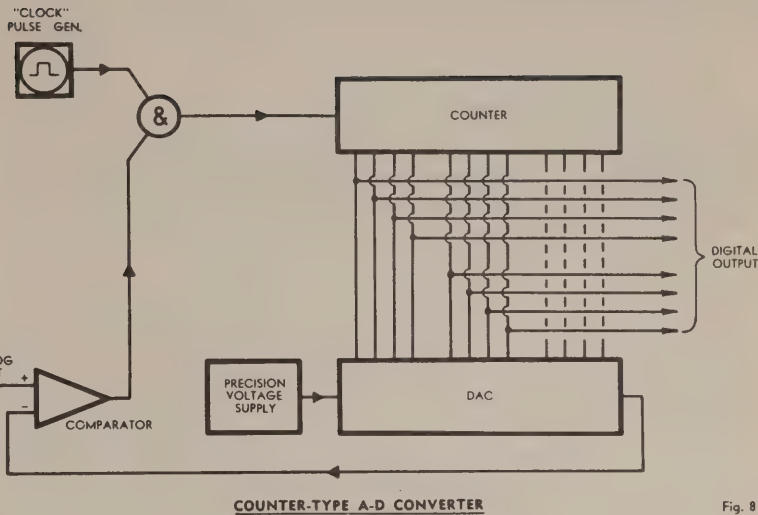 "CLOCK"
PULSE GEN.
&
COUNTER
DIGITAL
OUTPUT
+
−
COMPARATOR
PRECISION
VOLTAGE
SUPPLY
DAC
COUNTER-TYPE A-D CONVERTER
Fig. 8